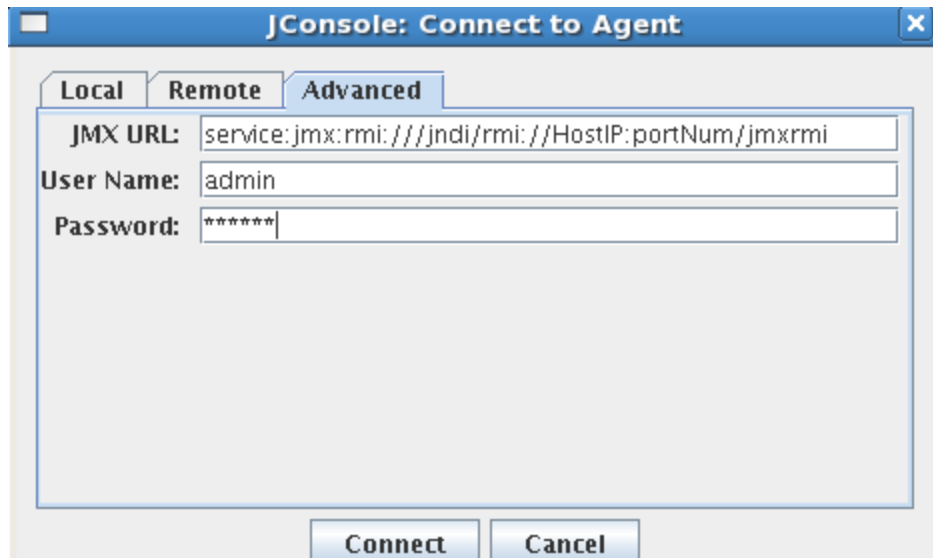 JConsole: Connect to Agent
Local Remote Advanced
JMX URL: service:jmx:rmi:///jndi/rmi://HostIP:portNum/jmxrmi
User Name: admin
Password: ******
Connect Cancel